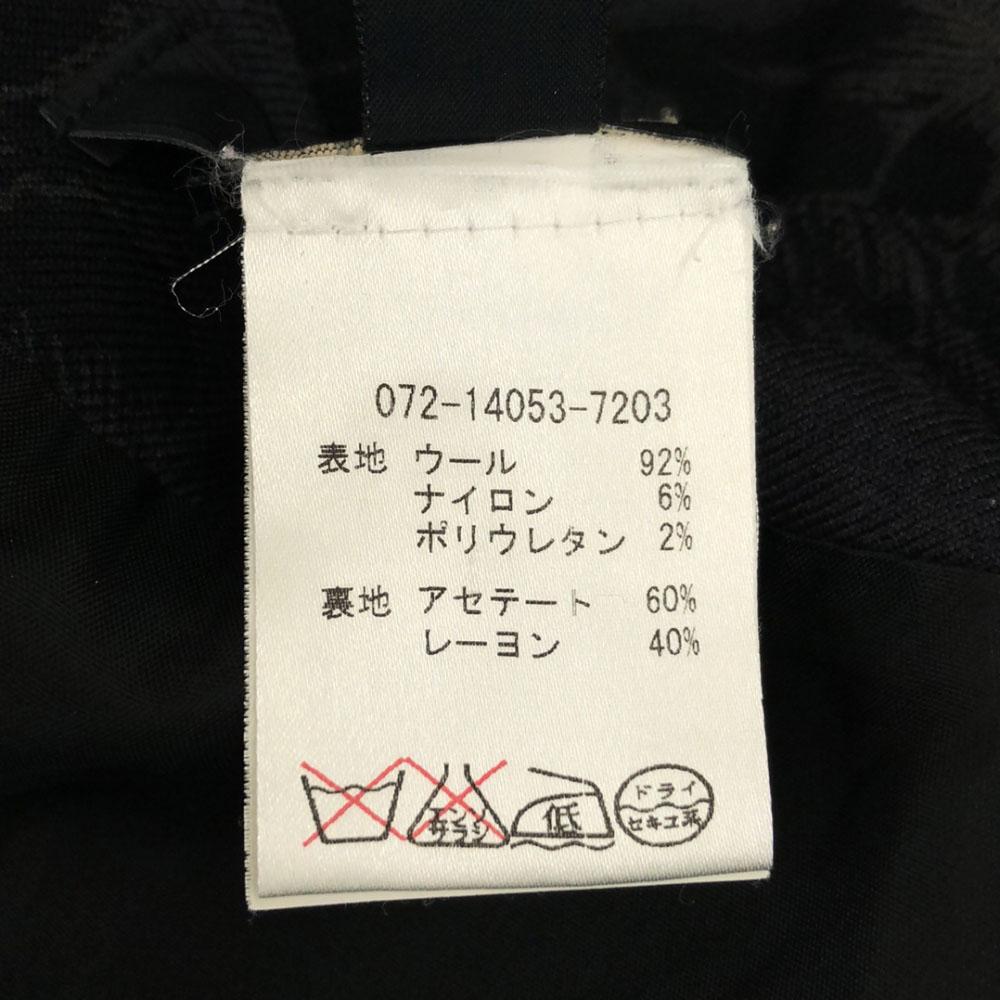 072-14053-7203
表地 ウール 92%
ナイロン 6%
ポリウレタン 2%
裏地 アセテート 60%
レーヨン 40%
エンソ
サラシ
低
ドライ
セキユ系